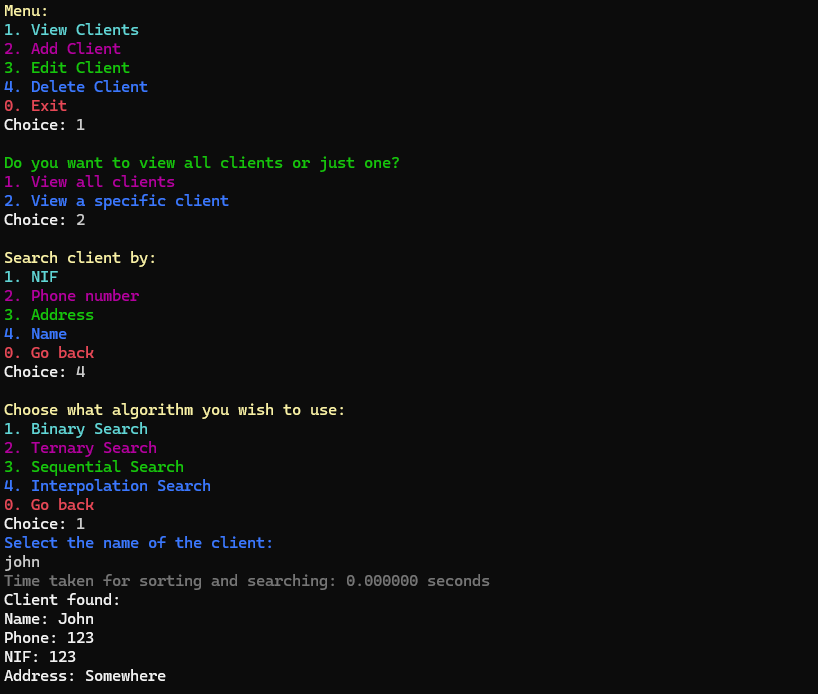 Menu:
1. View Clients
2. Add Client
3. Edit Client
4. Delete Client
0. Exit
Choice: 1
Do you want to view all clients or just one?
1. View all clients
2. View a specific client
Choice: 2
Search client by:
1. NIF
2. Phone number
3. Address
4. Name
0. Go back
Choice: 4
Choose what algorithm you wish to use:
1. Binary Search
2. Ternary Search
3. Sequential Search
4. Interpolation Search
0. Go back
Choice: 1
Select the name of the client:
john
Time taken for sorting and searching: 0.000000 seconds
Client found:
Name: John
Phone: 123
NIF: 123
Address: Somewhere